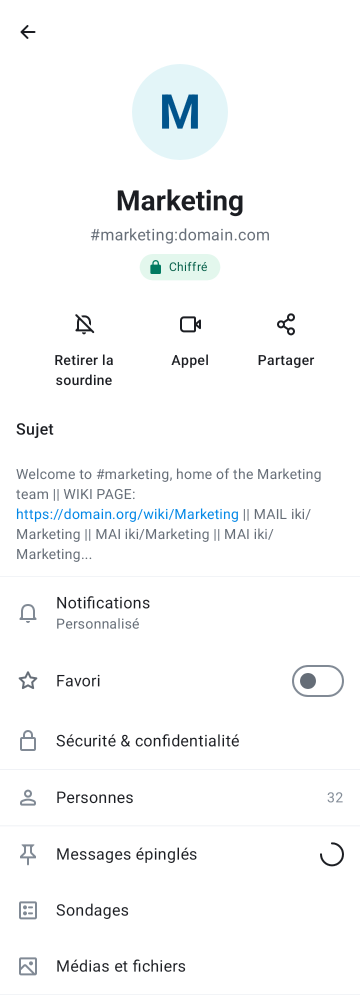 M
Marketing
#marketing:domain.com
Chiffré
Retirer la
sourdine
Appel
Partager
Sujet
Welcome to #marketing, home of the Marketing
team || WIKI PAGE:
https://domain.org/wiki/Marketing || MAIL iki/
Marketing || MAI iki/Marketing || MAI iki/
Marketing...
Notifications
Personnalisé
Favori
Sécurité & confidentialité
Personnes 32
Messages épinglés
Sondages
Médias et fichiers